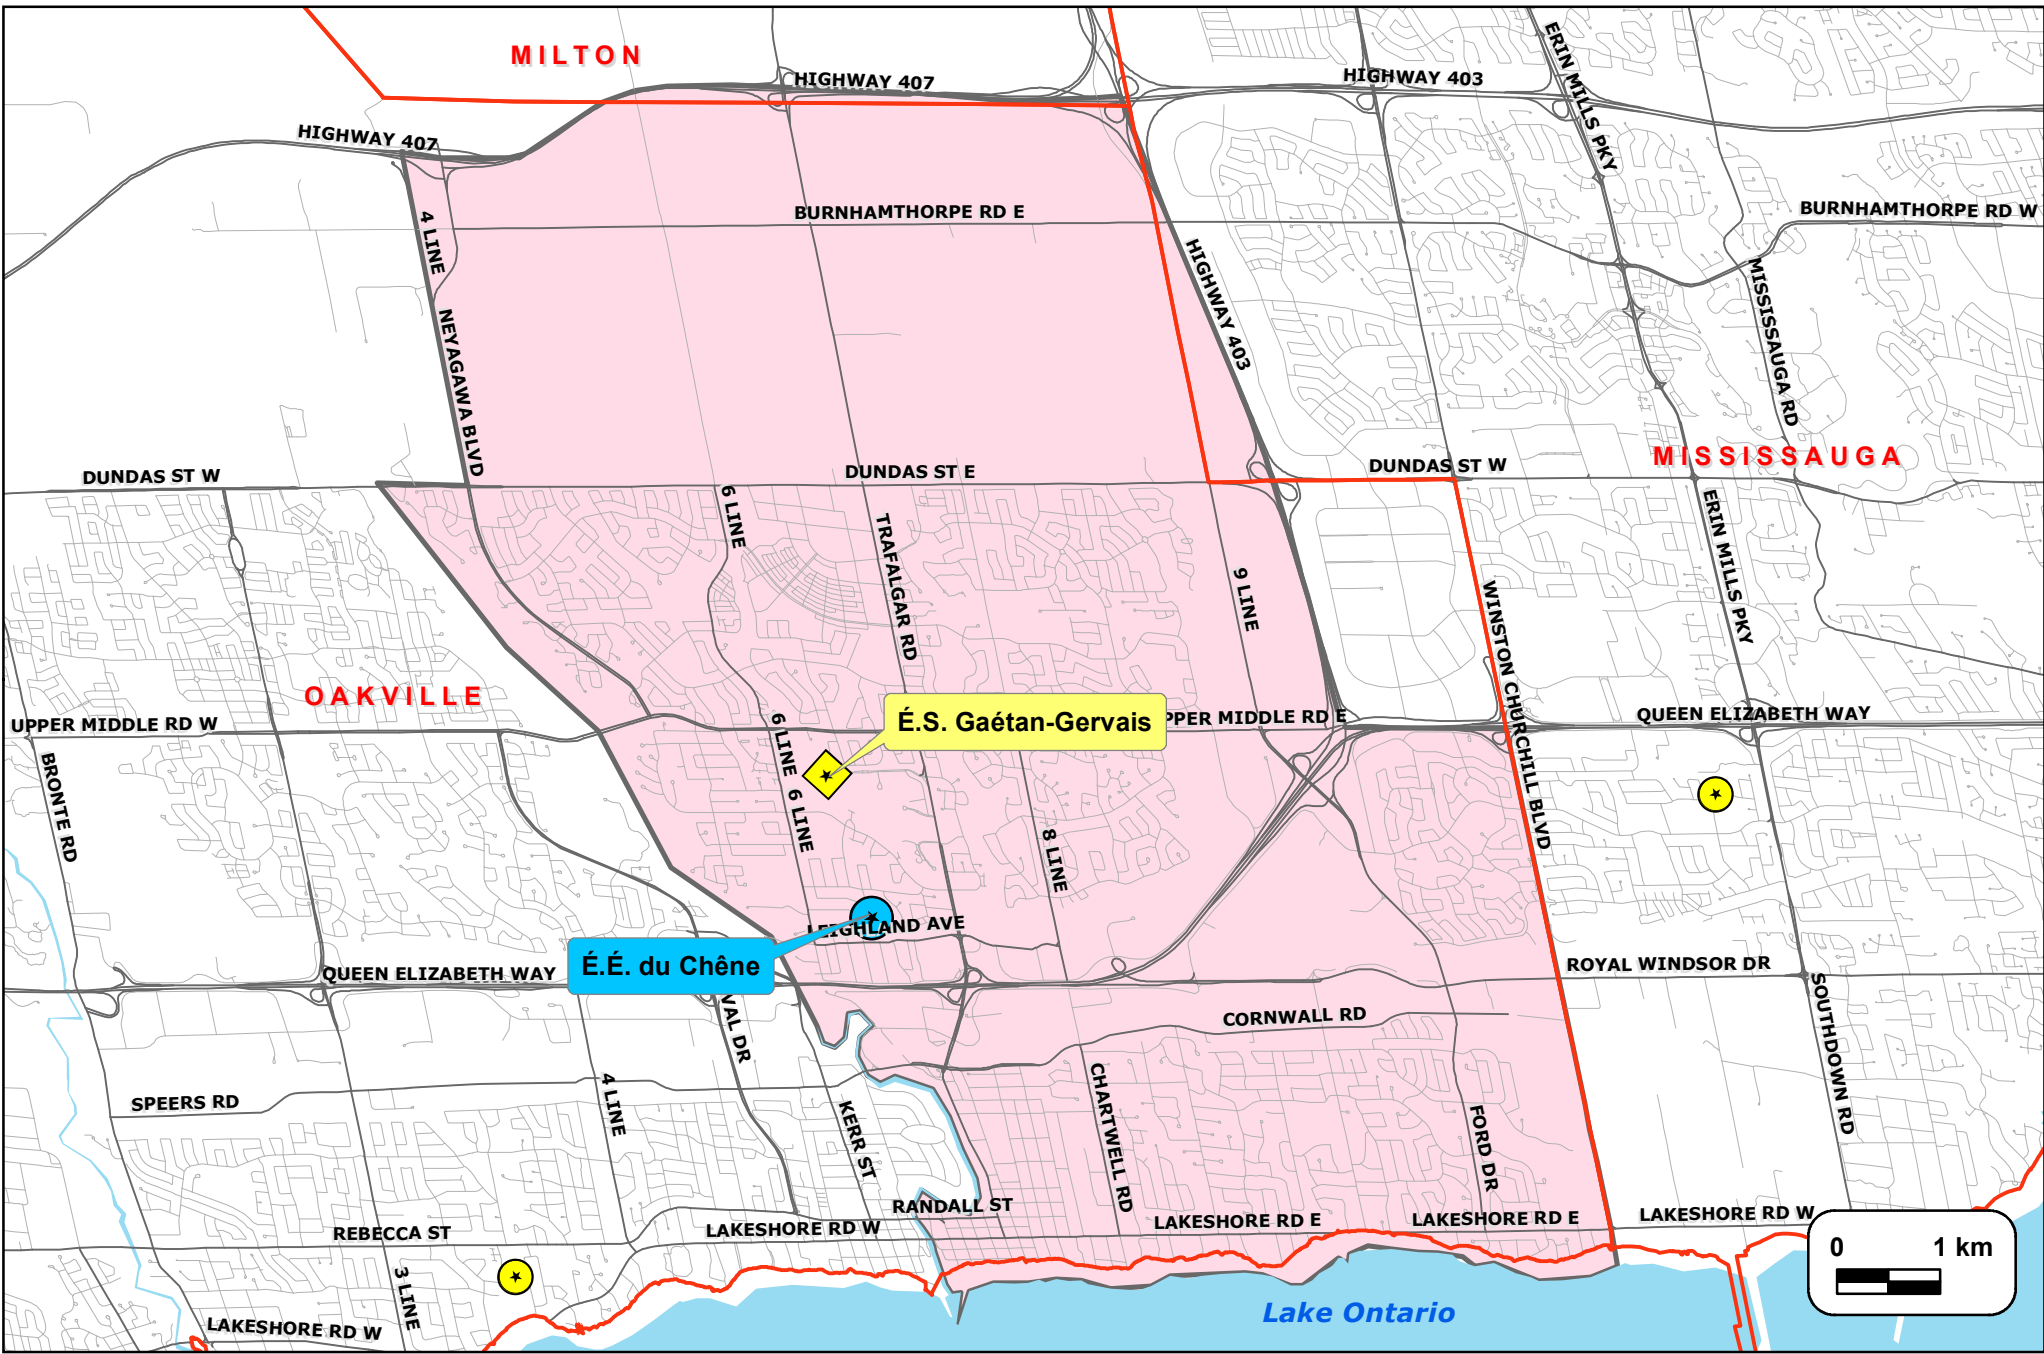 MILTON
HIGHWAY 407
HIGHWAY 403
ERIN MILLS PKY
HIGHWAY 407
BURNHAMTHORPE RD E
BURNHAMTHORPE RD W
4 LINE
HIGHWAY 403
MISSISSAUGA RD
NEYAGAWA BLVD
MISSISSAUGA
DUNDAS ST W
DUNDAS ST E
DUNDAS ST W
6 LINE
TRAFALGAR RD
9 LINE
ERIN MILLS PKY
WINSTON CHURCHILL BLVD
OAKVILLE
É.S. Gaétan-Gervais
UPPER MIDDLE RD W
PPER MIDDLE RD E
QUEEN ELIZABETH WAY
6 LINE
6 LINE
BRONTE RD
8 LINE
LEIGHLAND AVE
É.É. du Chêne
QUEEN ELIZABETH WAY
ROYAL WINDSOR DR
VAL DR
CORNWALL RD
SOUTHDOWN RD
SPEERS RD
4 LINE
KERR ST
CHARTWELL RD
FORD DR
RANDALL ST
REBECCA ST
LAKESHORE RD W
LAKESHORE RD E
LAKESHORE RD E
LAKESHORE RD W
3 LINE
LAKESHORE RD W
Lake Ontario
0 1 km